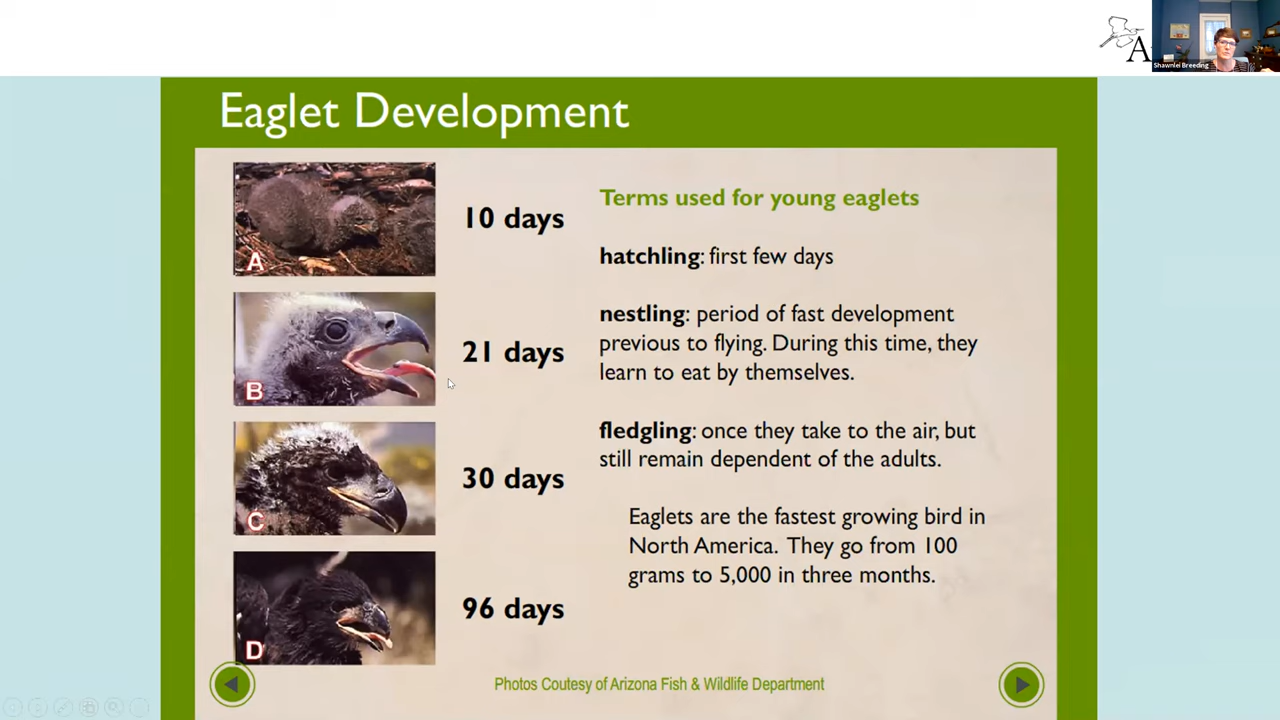 A
Shawnlei Breeding
Eaglet Development
A
10 days
B
21 days
C
30 days
D
96 days
Terms used for young eaglets
hatchling: first few days
nestling: period of fast development
previous to flying. During this time, they
learn to eat by themselves.
fledgling: once they take to the air, but
still remain dependent of the adults.
Eaglets are the fastest growing bird in
North America. They go from 100
grams to 5,000 in three months.
Photos Coutesy of Arizona Fish & Wildlife Department